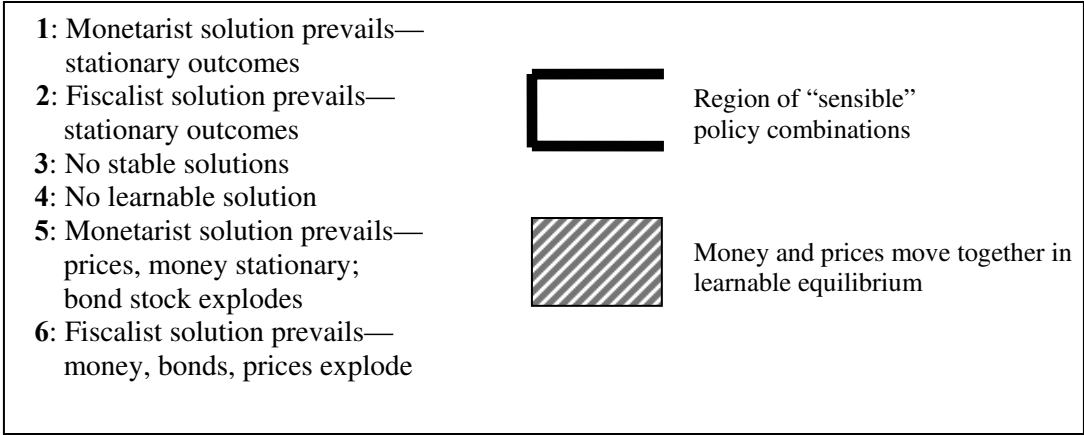 1: Monetarist solution prevails—
stationary outcomes
2: Fiscalist solution prevails—
stationary outcomes
3: No stable solutions
4: No learnable solution
5: Monetarist solution prevails—
prices, money stationary;
bond stock explodes
6: Fiscalist solution prevails—
money, bonds, prices explode
Region of “sensible”
policy combinations
Money and prices move together in
learnable equilibrium